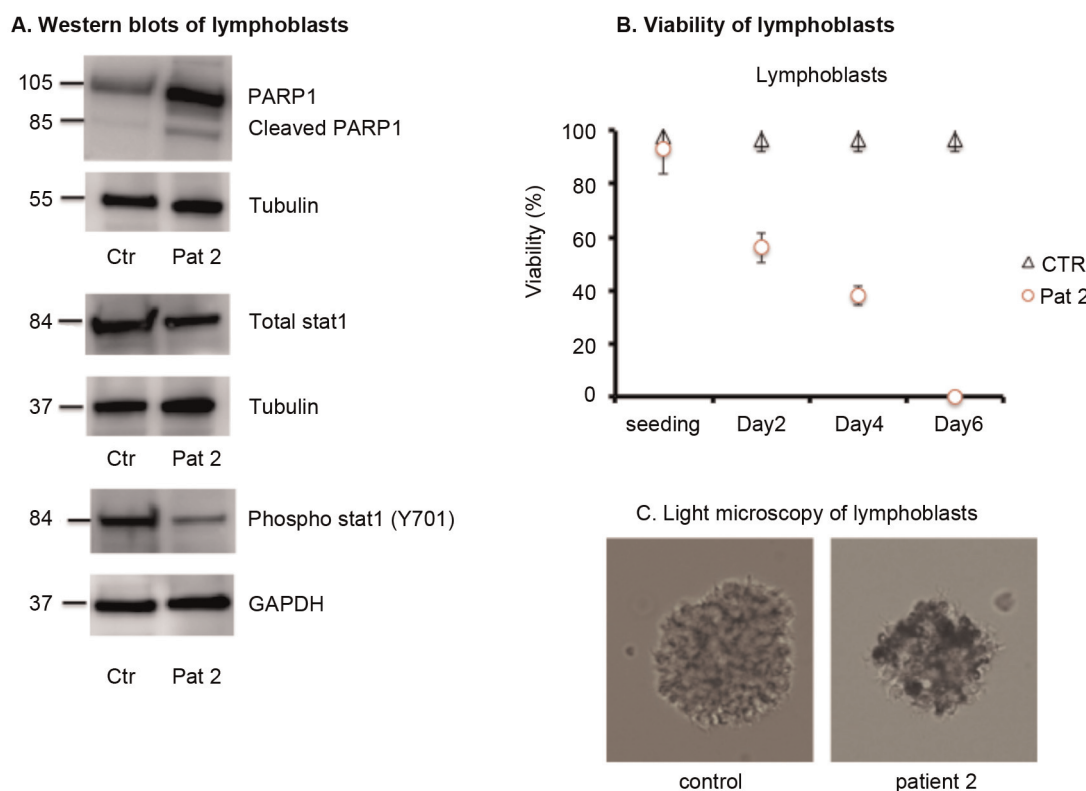 A. Western blots of lymphoblasts
105
PARP1
85
Cleaved PARP1
55
Tubulin
Ctr Pat 2
84
Total stat1
37
Tubulin
Ctr Pat 2
84
Phospho stat1 (Y701)
37
GAPDH
Ctr Pat 2
B. Viability of lymphoblasts
Lymphoblasts
Viability (%)
100
80
60
40
20
0
seeding Day2 Day4 Day6
CTR
Pat 2
C. Light microscopy of lymphoblasts
control patient 2